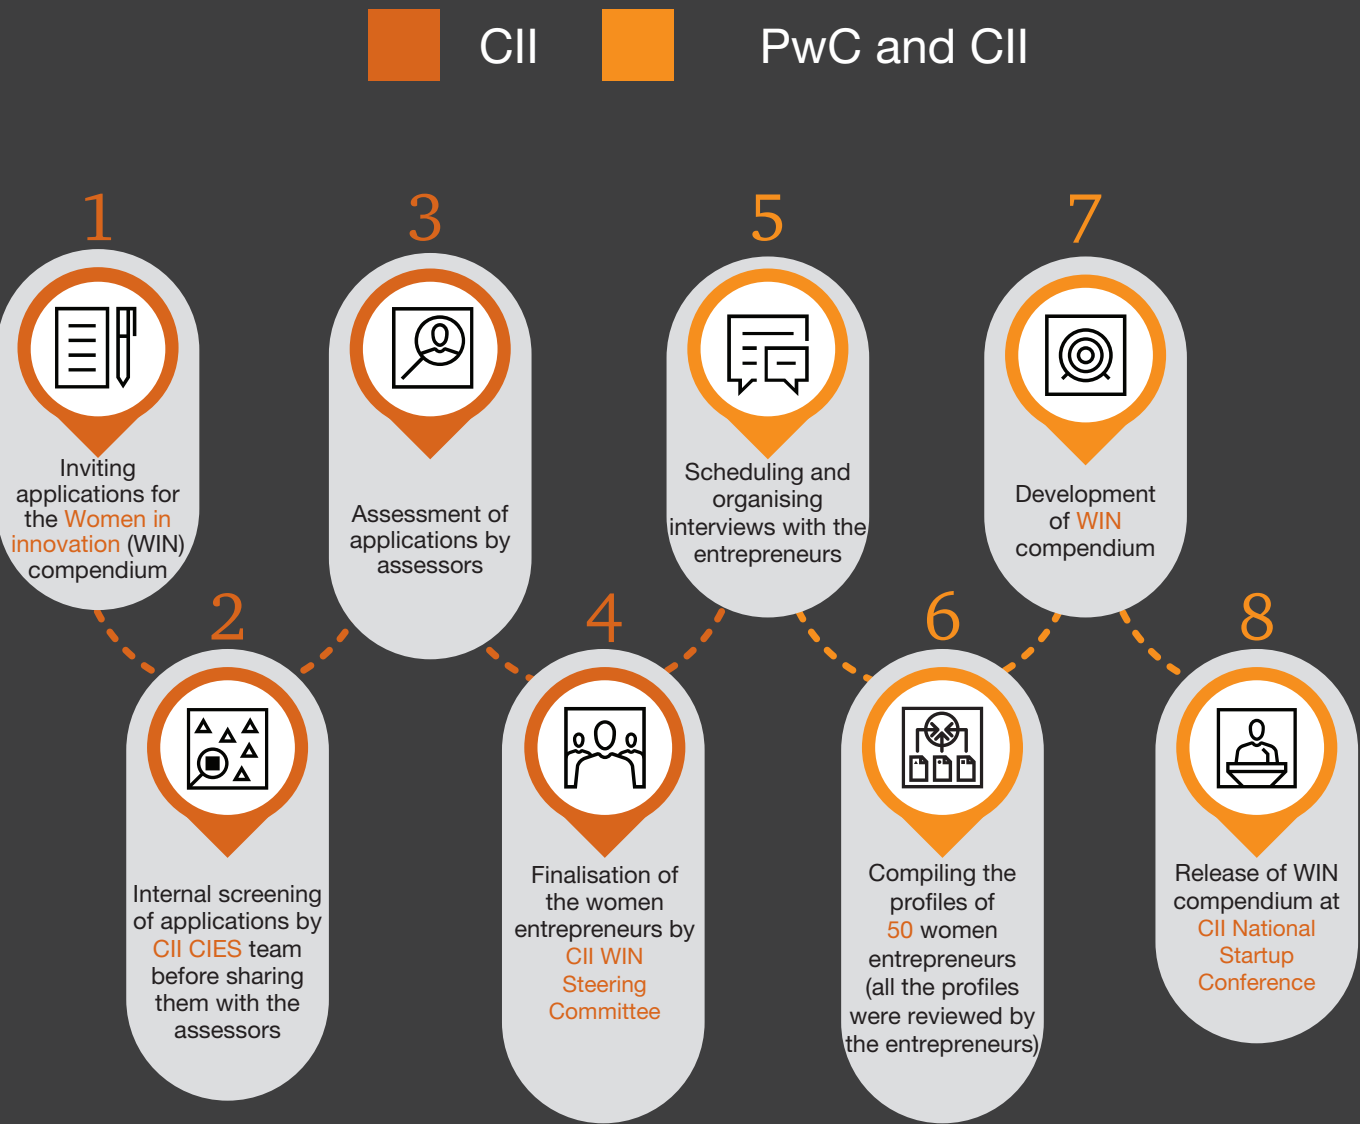 CII
PwC and CII
1
Inviting
applications for
the Women in
innovation (WIN)
compendium
2
Internal screening
of applications by
CII CIES team
before sharing
them with the
assessors
3
Assessment of
applications by
assessors
4
Finalisation of
the women
entrepreneurs by
CII WIN
Steering
Committee
5
Scheduling and
organising
interviews with the
entrepreneurs
6
Compiling the
profiles of
50 women
entrepreneurs
(all the profiles
were reviewed by
the entrepreneurs)
7
Development
of WIN
compendium
8
Release of WIN
compendium at
CII National
Startup
Conference